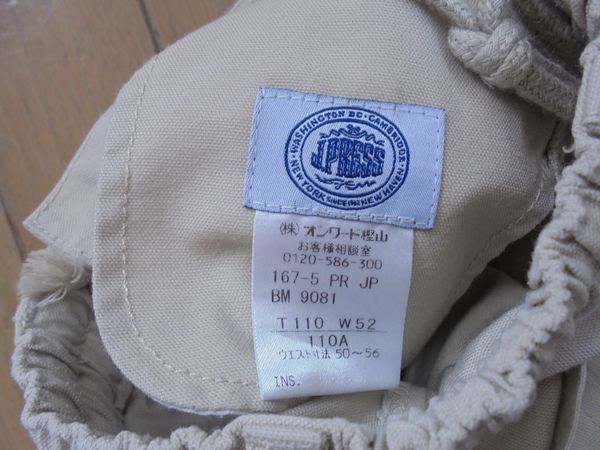 WASHINGTON DC · CAMBRIDGE
J.PRESS
NEW YORK SINCE 1902 NEW HAVEN
(株) オンワード樫山
お客様相談室
0120-586-300
167-5 PR JP
BM 9081
T110 W52
110A
ウエスト寸法 50～56
INS.